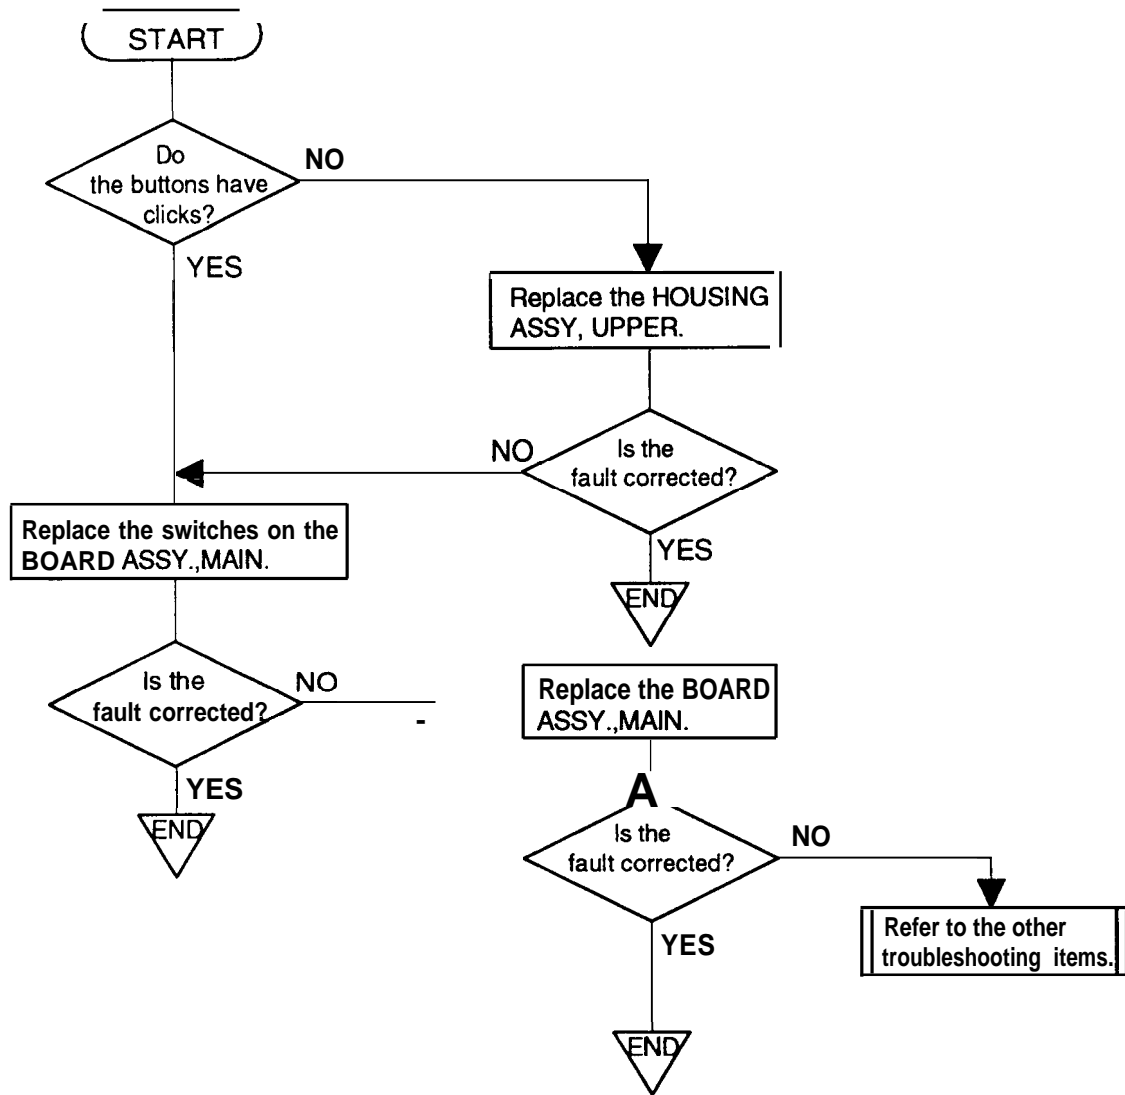 START
Do
the buttons have
clicks?
NO
YES
Replace the HOUSING
ASSY, UPPER.
Is the
fault corrected?
NO
YES
END
Replace the switches on the
BOARD ASSY.,MAIN.
Is the
fault corrected?
NO
-
YES
END
Replace the BOARD
ASSY.,MAIN.
A
Is the
fault corrected?
NO
YES
END
Refer to the other
troubleshooting items.